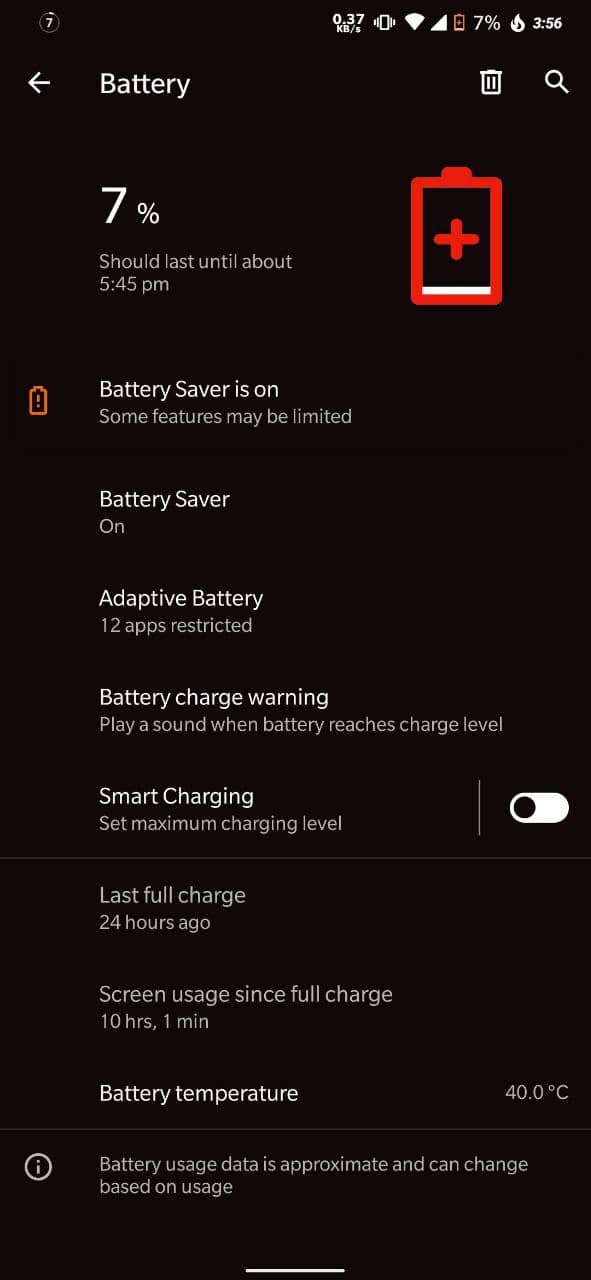 7 0.37 KB/s 7% 3:56
Battery
7 %
Should last until about
5:45 pm
Battery Saver is on
Some features may be limited
Battery Saver
On
Adaptive Battery
12 apps restricted
Battery charge warning
Play a sound when battery reaches charge level
Smart Charging
Set maximum charging level
Last full charge
24 hours ago
Screen usage since full charge
10 hrs, 1 min
Battery temperature 40.0 °C
Battery usage data is approximate and can change
based on usage